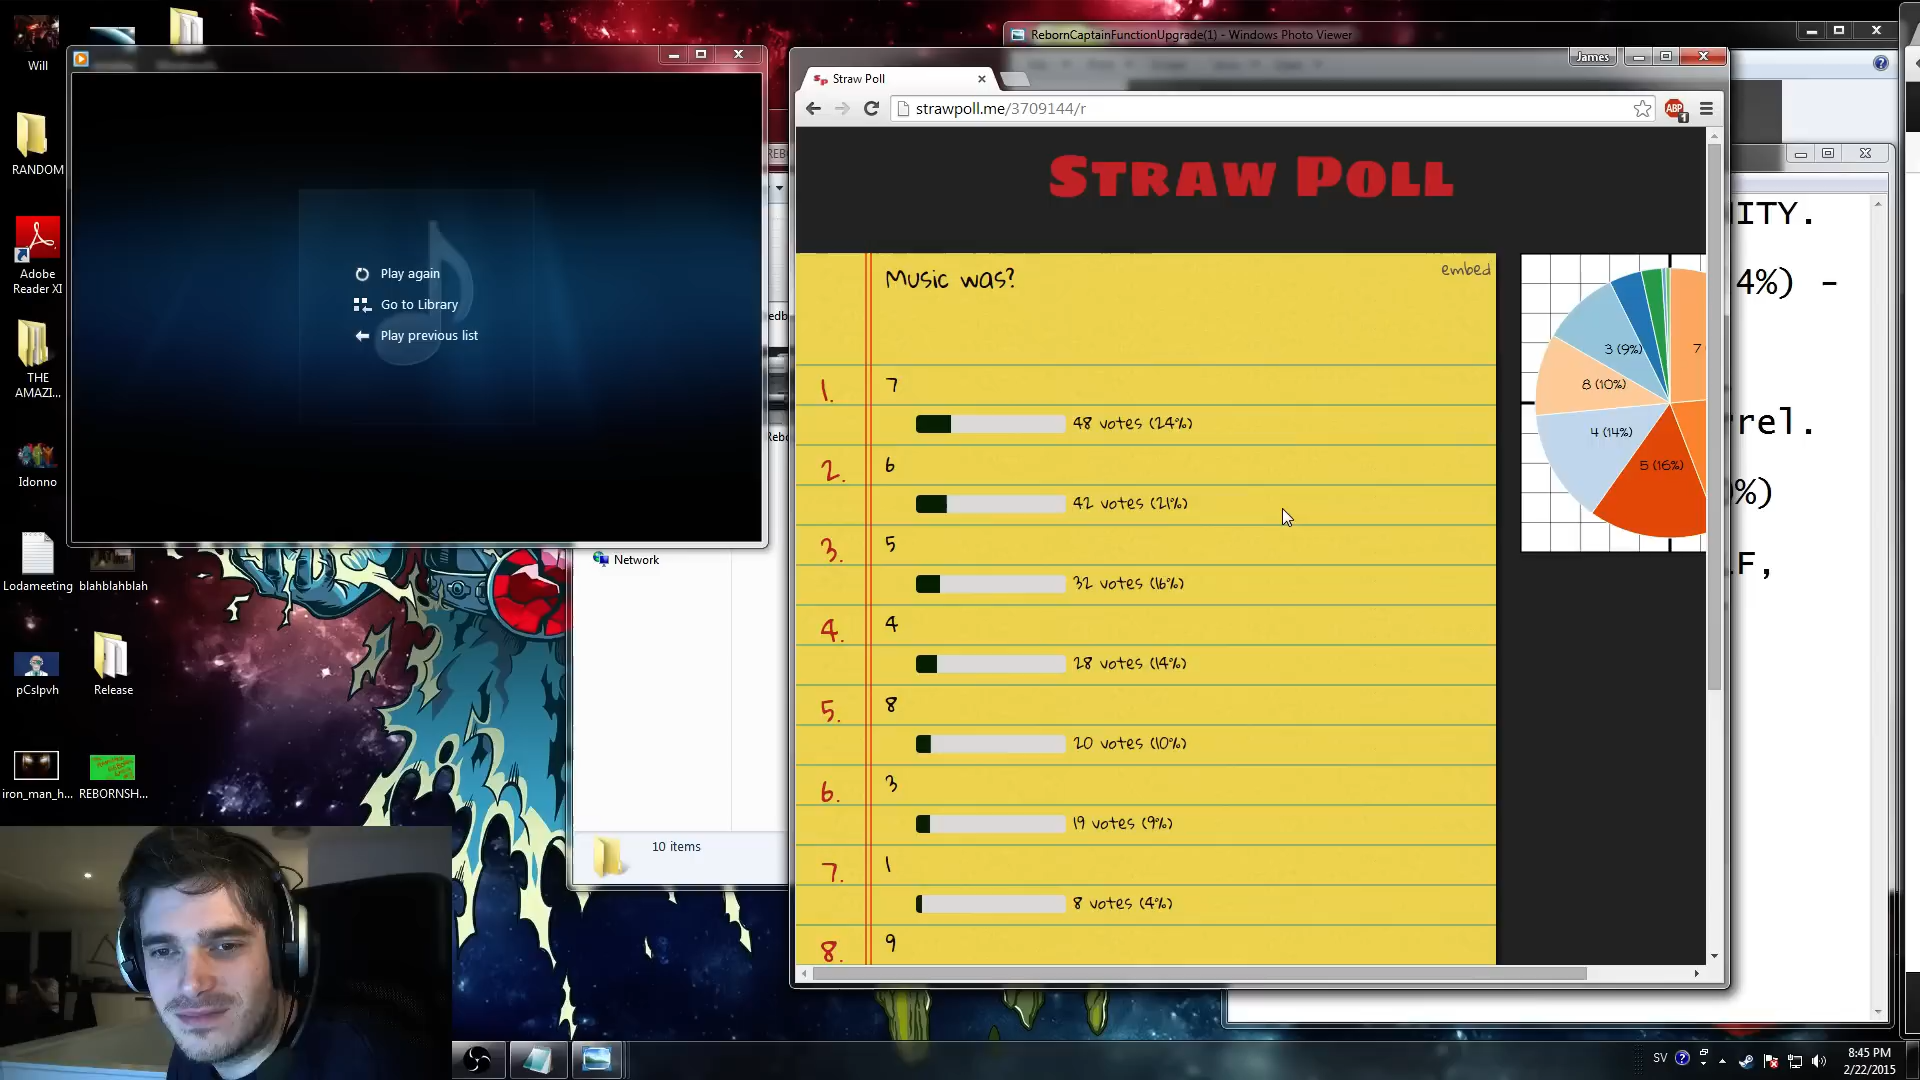 Will
RANDOM
Adobe
Reader XI
THE
AMAZI...
Idonno
Lodameeting
blahblahblah
pCsIpvh
Release
iron_man_h...
REBORNSH...
Play again
Go to Library
Play previous list
Network
10 items
RebornCaptainFunctionUpgrade(1) - Windows Photo Viewer
James
Straw Poll
strawpoll.me/3709144/r
ABP
1
STRAW POLL
Music was?
embed
1.
7
48 votes (24%)
2.
6
42 votes (21%)
3.
5
32 votes (16%)
4.
4
28 votes (14%)
5.
8
20 votes (10%)
6.
3
19 votes (9%)
7.
1
8 votes (4%)
8.
9
3 (9%)
7
8 (10%)
4 (14%)
5 (16%)
ITY.
4%) -
rrel.
%)
F,
SV
8:45 PM
2/22/2015